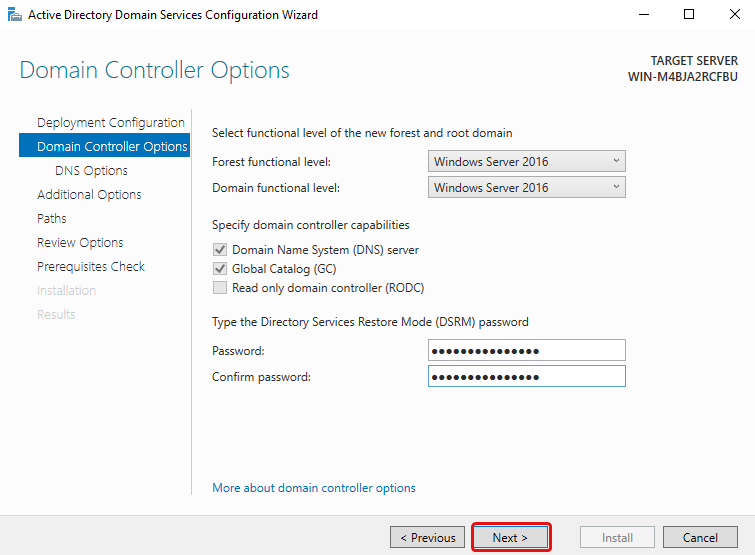 Active Directory Domain Services Configuration Wizard
Domain Controller Options
TARGET SERVER
WIN-M4BJA2RCFBU
Deployment Configuration
Domain Controller Options
DNS Options
Additional Options
Paths
Review Options
Prerequisites Check
Installation
Results
Select functional level of the new forest and root domain
Forest functional level: Windows Server 2016
Domain functional level: Windows Server 2016
Specify domain controller capabilities
Domain Name System (DNS) server
Global Catalog (GC)
Read only domain controller (RODC)
Type the Directory Services Restore Mode (DSRM) password
Password: ●●●●●●●●●●●●●●●
Confirm password: ●●●●●●●●●●●●●●●
More about domain controller options
< Previous Next > Install Cancel